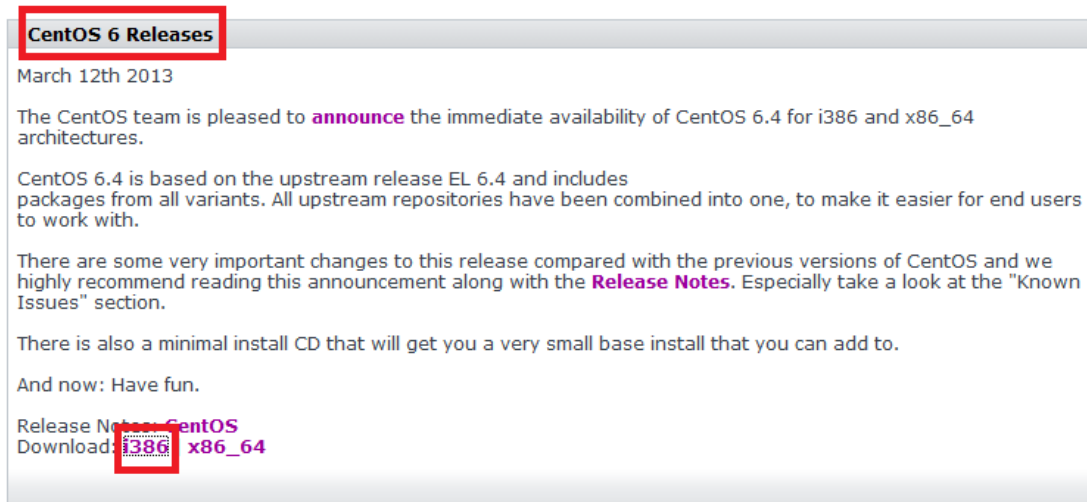 CentOS 6 Releases
March 12th 2013
The CentOS team is pleased to announce the immediate availability of CentOS 6.4 for i386 and x86_64
architectures.
CentOS 6.4 is based on the upstream release EL 6.4 and includes
packages from all variants. All upstream repositories have been combined into one, to make it easier for end users
to work with.
There are some very important changes to this release compared with the previous versions of CentOS and we
highly recommend reading this announcement along with the Release Notes. Especially take a look at the "Known
Issues" section.
There is also a minimal install CD that will get you a very small base install that you can add to.
And now: Have fun.
Release Notes: CentOS
Download: i386 x86_64